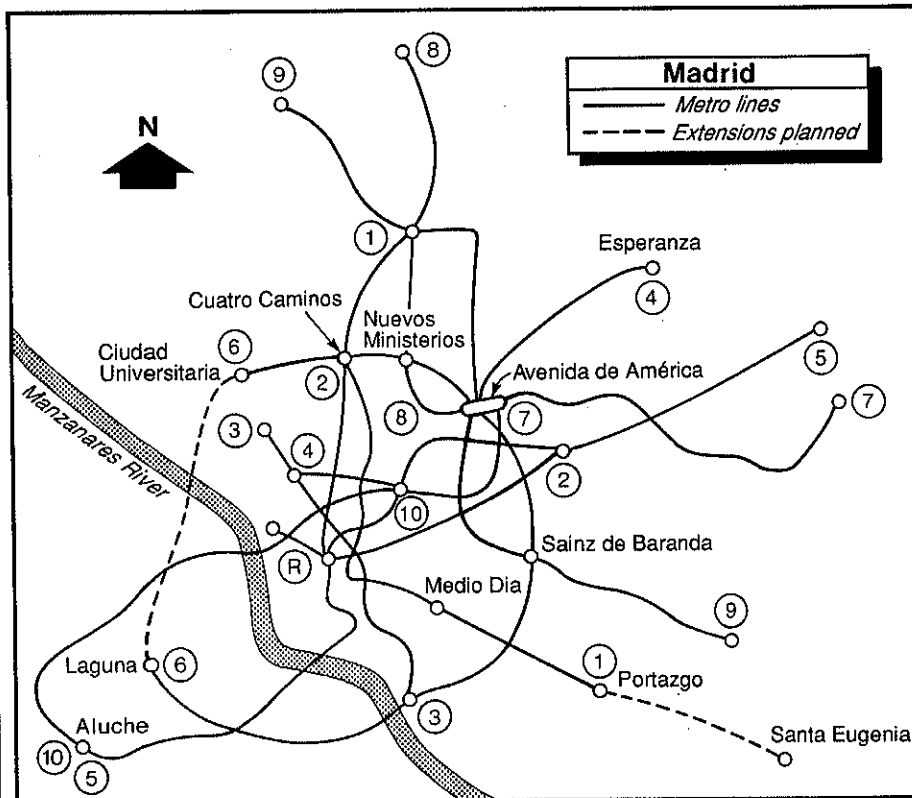 8
9
Madrid
Metro lines
Extensions planned
N
1
Esperanza
4
Cuatro Caminos
Nuevos
Ministerios
6
Ciudad
Universitaria
2
5
Avenida de América
8
7
7
3
4
2
Manzanares River
10
R
Sainz de Baranda
Medio Dia
9
Laguna
6
1
Portazgo
3
Aluche
Santa Eugenia
10
5